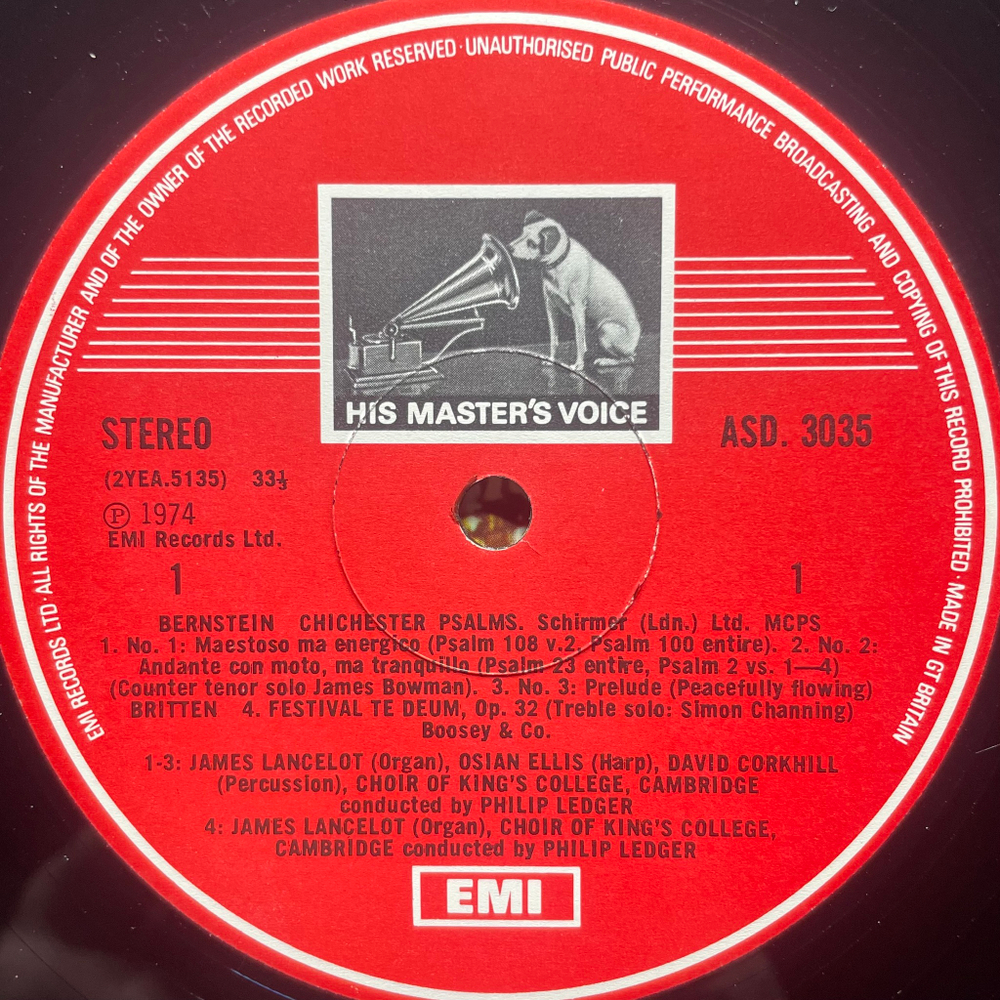 EMI RECORDS LTD · ALL RIGHTS OF THE MANUFACTURER AND OF THE OWNER OF THE RECORDED WORK RESERVED · UNAUTHORISED PUBLIC PERFORMANCE BROADCASTING AND COPYING OF THIS RECORD PROHIBITED · MADE IN GT BRITAIN
HIS MASTER'S VOICE
STEREO
ASD. 3035
(2YEA.5135) 33⅓
Ⓟ 1974
EMI Records Ltd.
1
1
BERNSTEIN CHICHESTER PSALMS. Schirmer (Ldn.) Ltd. MCPS
1. No. 1: Maestoso ma energico (Psalm 108 v.2, Psalm 100 entire). 2. No. 2:
Andante con moto, ma tranquillo (Psalm 23 entire, Psalm 2 vs. 1—4)
(Counter tenor solo James Bowman). 3. No. 3: Prelude (Peacefully flowing)
BRITTEN 4. FESTIVAL TE DEUM, Op. 32 (Treble solo: Simon Channing)
Boosey & Co.
1-3: JAMES LANCELOT (Organ), OSIAN ELLIS (Harp), DAVID CORKHILL
(Percussion), CHOIR OF KING'S COLLEGE, CAMBRIDGE
conducted by PHILIP LEDGER
4: JAMES LANCELOT (Organ), CHOIR OF KING'S COLLEGE,
CAMBRIDGE conducted by PHILIP LEDGER
EMI